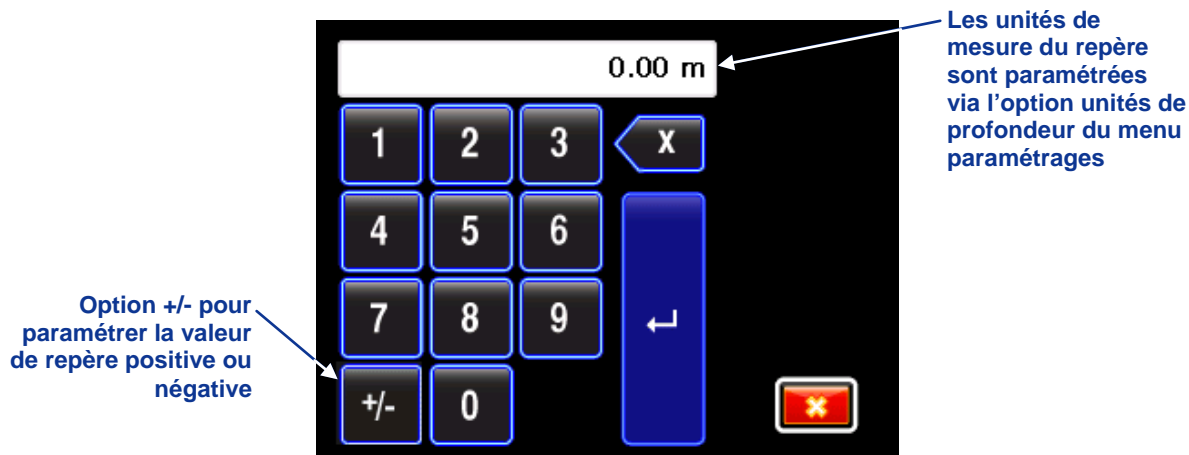 0.00 m
Les unités de
mesure du repère
sont paramétrées
via l’option unités de
profondeur du menu
paramétrages
1 2 3 X
4 5 6
7 8 9
+/- 0
Option +/- pour
paramétrer la valeur
de repère positive ou
négative